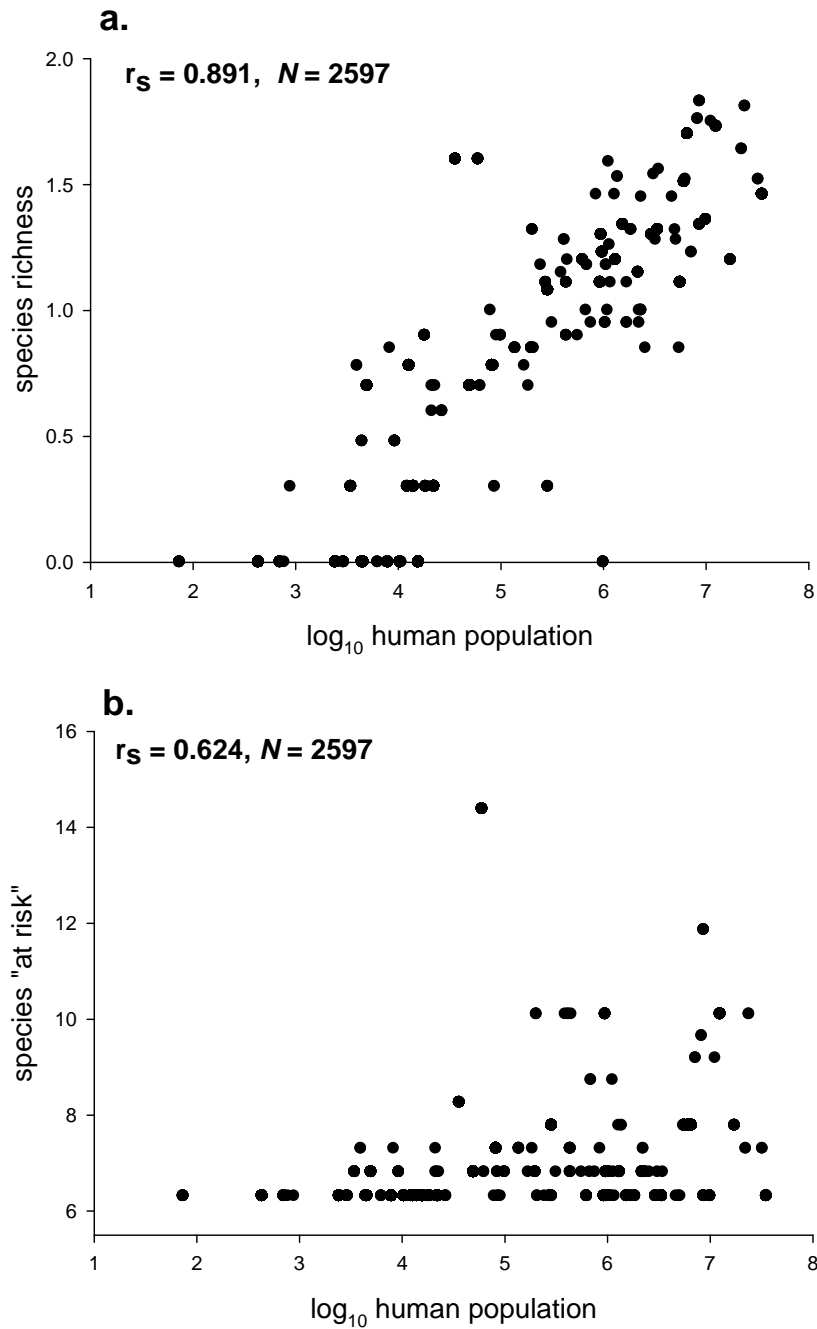 a.
rs = 0.891, N = 2597
2.0
1.5
1.0
0.5
0.0
species richness
1 2 3 4 5 6 7 8
log10 human population
b.
rs = 0.624, N = 2597
16
14
12
10
8
6
species "at risk"
1 2 3 4 5 6 7 8
log10 human population